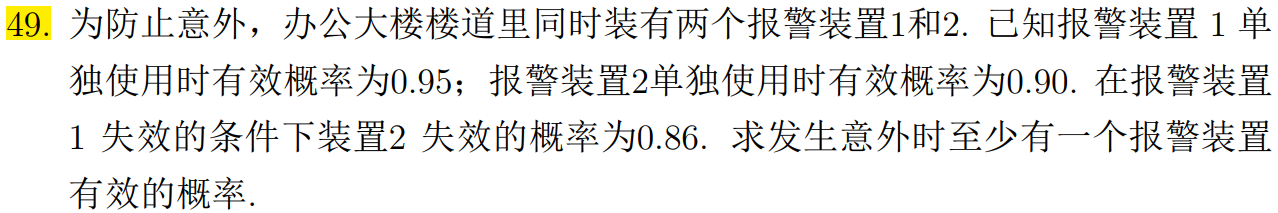 49. 为防止意外，办公大楼楼道里同时装有两个报警装置1和2. 已知报警装置 1 单
独使用时有效概率为0.95；报警装置2单独使用时有效概率为0.90. 在报警装置
1 失效的条件下装置2 失效的概率为0.86. 求发生意外时至少有一个报警装置
有效的概率.